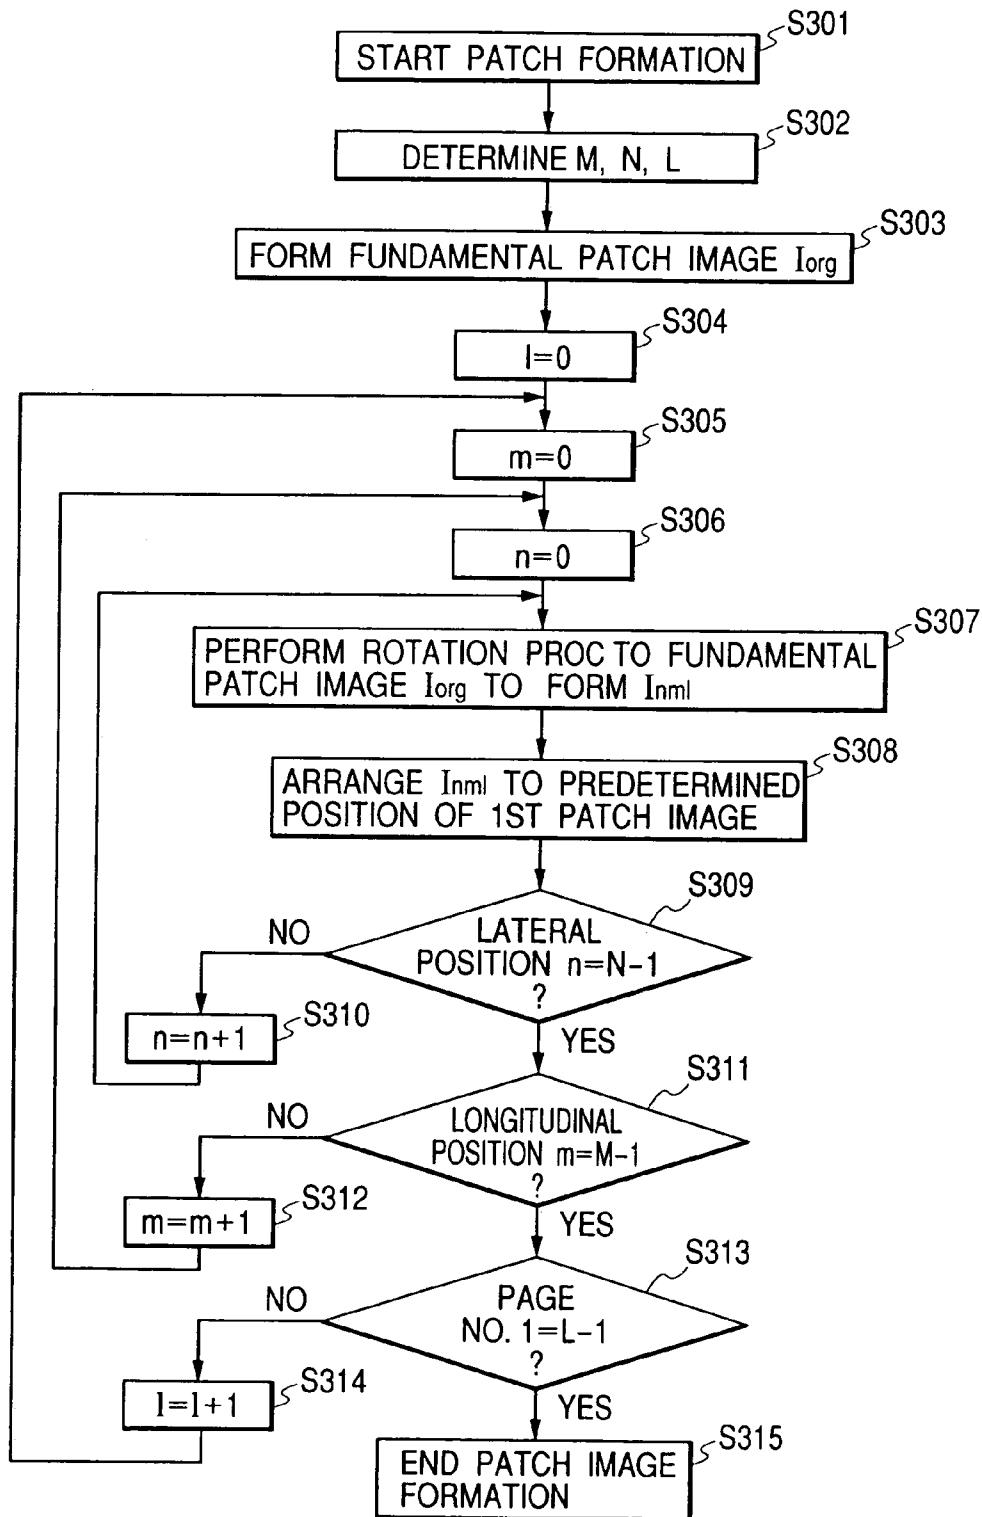 S301
START PATCH FORMATION
S302
DETERMINE M, N, L
S303
FORM FUNDAMENTAL PATCH IMAGE Iorg
S304
l=0
S305
m=0
S306
n=0
S307
PERFORM ROTATION PROC TO FUNDAMENTAL
PATCH IMAGE Iorg TO FORM Inml
S308
ARRANGE Inml TO PREDETERMINED
POSITION OF 1ST PATCH IMAGE
S309
NO
LATERAL
POSITION n=N-1
?
S310
n=n+1
YES
S311
NO
LONGITUDINAL
POSITION m=M-1
?
S312
m=m+1
YES
S313
NO
PAGE
NO. 1=L-1
?
S314
l=l+1
YES
S315
END PATCH IMAGE
FORMATION